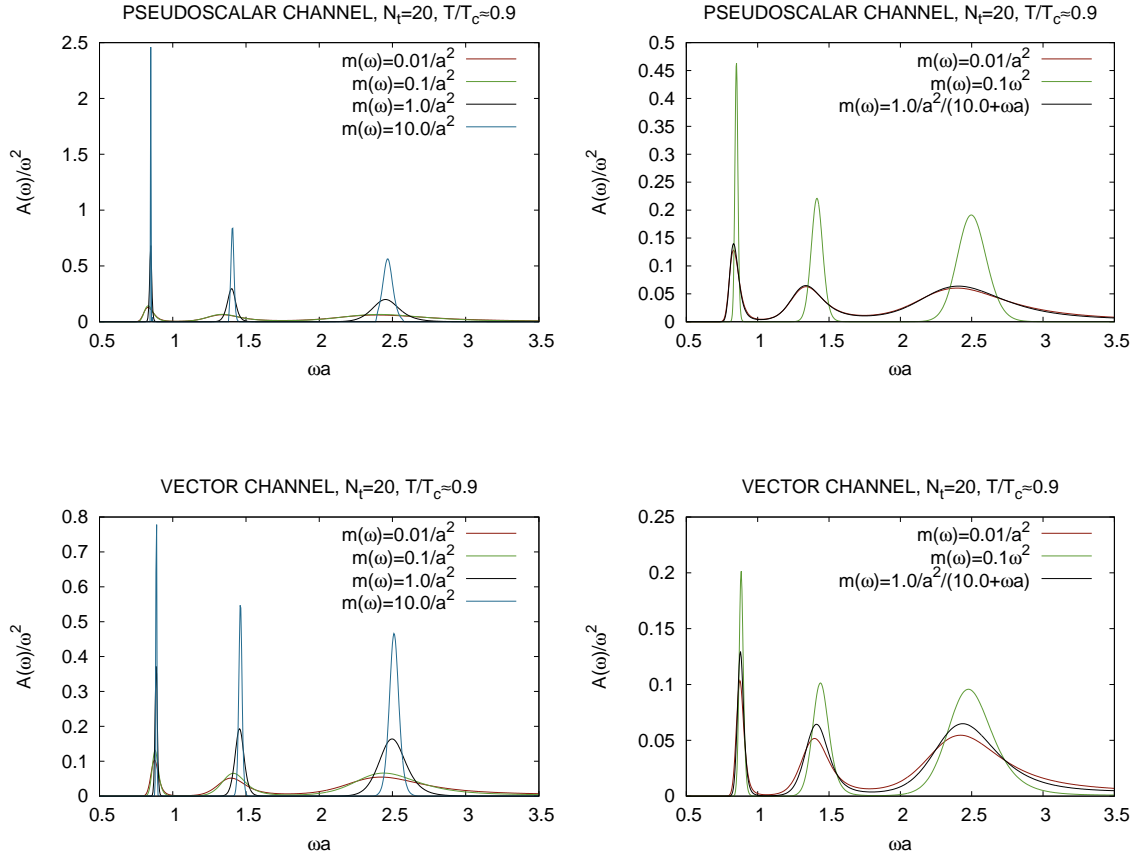 PSEUDOSCALAR CHANNEL, N_t=20, T/T_c≈0.9
A(ω)/ω²
2.5
2
1.5
1
0.5
0
m(ω)=0.01/a²
m(ω)=0.1/a²
m(ω)=1.0/a²
m(ω)=10.0/a²
0.5 1 1.5 2 2.5 3 3.5
ωa
PSEUDOSCALAR CHANNEL, N_t=20, T/T_c≈0.9
A(ω)/ω²
0.5
0.45
0.4
0.35
0.3
0.25
0.2
0.15
0.1
0.05
0
m(ω)=0.01/a²
m(ω)=0.1ω²
m(ω)=1.0/a²/(10.0+ωa)
0.5 1 1.5 2 2.5 3 3.5
ωa
VECTOR CHANNEL, N_t=20, T/T_c≈0.9
A(ω)/ω²
0.8
0.7
0.6
0.5
0.4
0.3
0.2
0.1
0
m(ω)=0.01/a²
m(ω)=0.1/a²
m(ω)=1.0/a²
m(ω)=10.0/a²
0.5 1 1.5 2 2.5 3 3.5
ωa
VECTOR CHANNEL, N_t=20, T/T_c≈0.9
A(ω)/ω²
0.25
0.2
0.15
0.1
0.05
0
m(ω)=0.01/a²
m(ω)=0.1ω²
m(ω)=1.0/a²/(10.0+ωa)
0.5 1 1.5 2 2.5 3 3.5
ωa